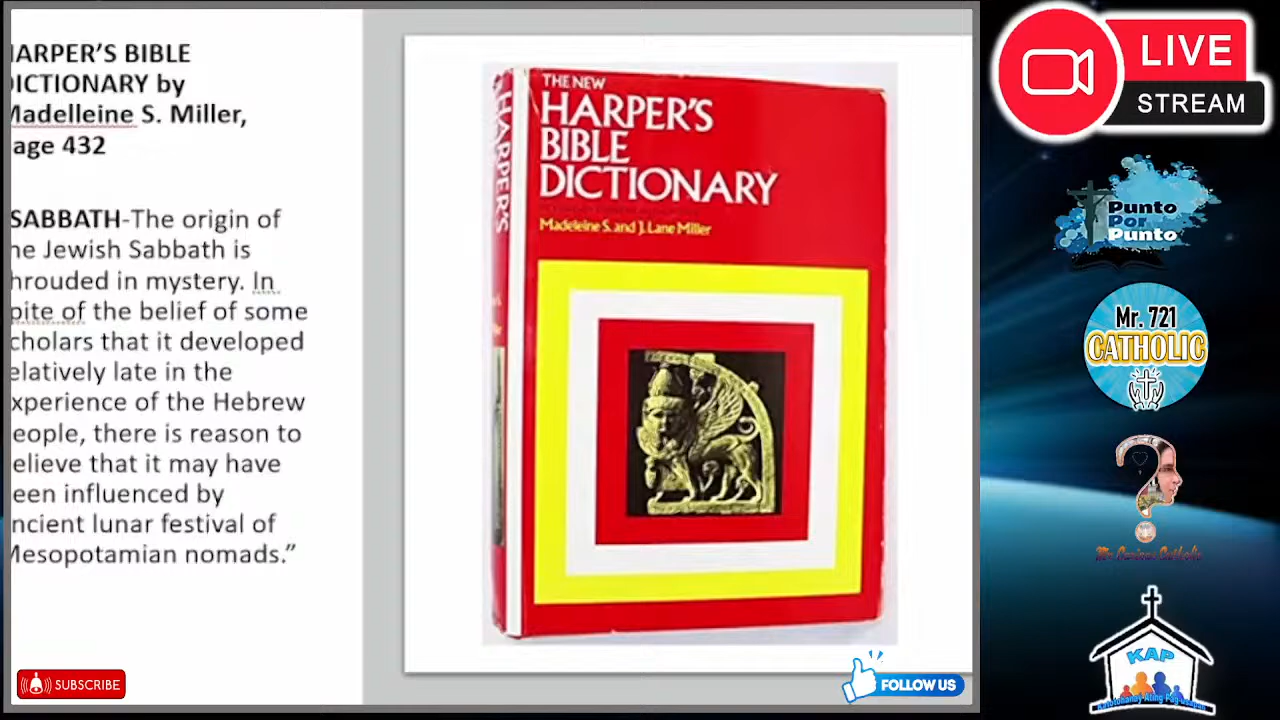 ARPER'S BIBLE
ICTIONARY by
adelleine S. Miller,
age 432
SABBATH-The origin of
he Jewish Sabbath is
hrouded in mystery. In
pite of the belief of some
cholars that it developed
elatively late in the
xperience of the Hebrew
eople, there is reason to
elieve that it may have
een influenced by
ncient lunar festival of
Mesopotamian nomads."
THE NEW
HARPER'S
BIBLE
DICTIONARY
Madeleine S. and J. Lane Miller
HARPER'S
SUBSCRIBE
FOLLOW US
LIVE
STREAM
Punto
Por
Punto
Mr. 721
CATHOLIC
Mr Curious Catholic
KAP